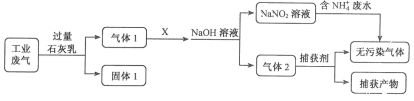 工业
废气
过量
石灰乳
气体 1
固体 1
X
NaOH 溶液
NaNO₂ 溶液
含 NH₄⁺ 废水
气体 2
捕获剂
无污染气体
捕获产物